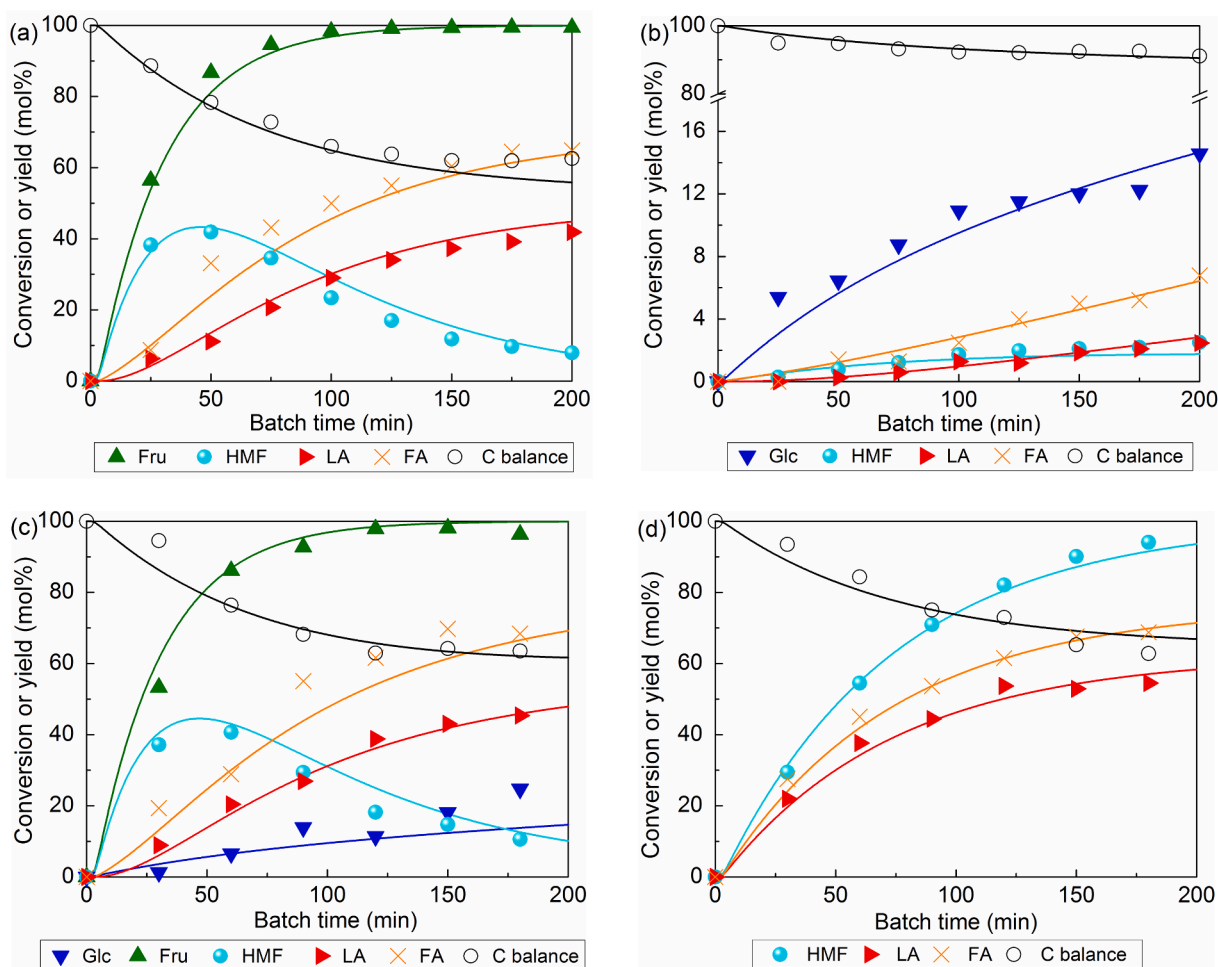 (a)
Conversion or yield (mol%)
100
80
60
40
20
0
0 50 100 150 200
Batch time (min)
Fru HMF LA FA C balance
(b)
Conversion or yield (mol%)
100
80
16
12
8
4
0
0 50 100 150 200
Batch time (min)
Glc HMF LA FA C balance
(c)
Conversion or yield (mol%)
100
80
60
40
20
0
0 50 100 150 200
Batch time (min)
Glc Fru HMF LA FA C balance
(d)
Conversion or yield (mol%)
100
80
60
40
20
0
0 50 100 150 200
Batch time (min)
HMF LA FA C balance